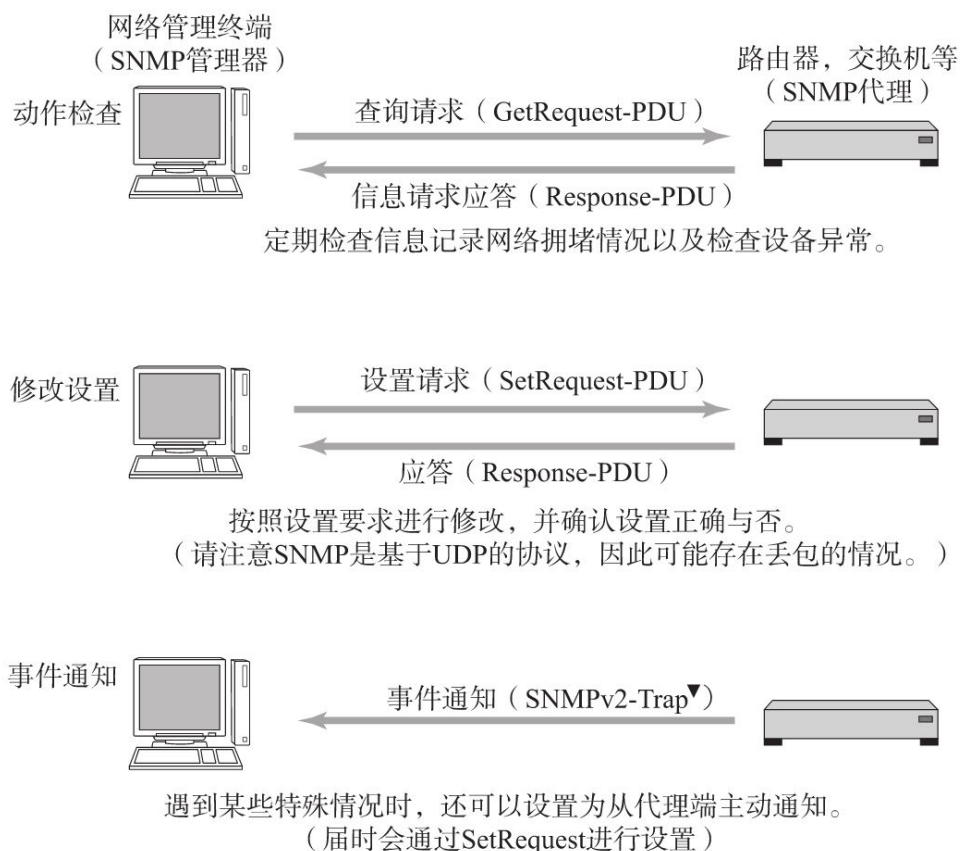 网络管理终端
（SNMP管理器）
路由器，交换机等
（SNMP代理）
动作检查
查询请求（GetRequest-PDU）
信息请求应答（Response-PDU）
定期检查信息记录网络拥堵情况以及检查设备异常。
修改设置
设置请求（SetRequest-PDU）
应答（Response-PDU）
按照设置要求进行修改，并确认设置正确与否。
（请注意SNMP是基于UDP的协议，因此可能存在丢包的情况。）
事件通知
事件通知（SNMPv2-Trap▼）
遇到某些特殊情况时，还可以设置为从代理端主动通知。
（届时会通过SetRequest进行设置）